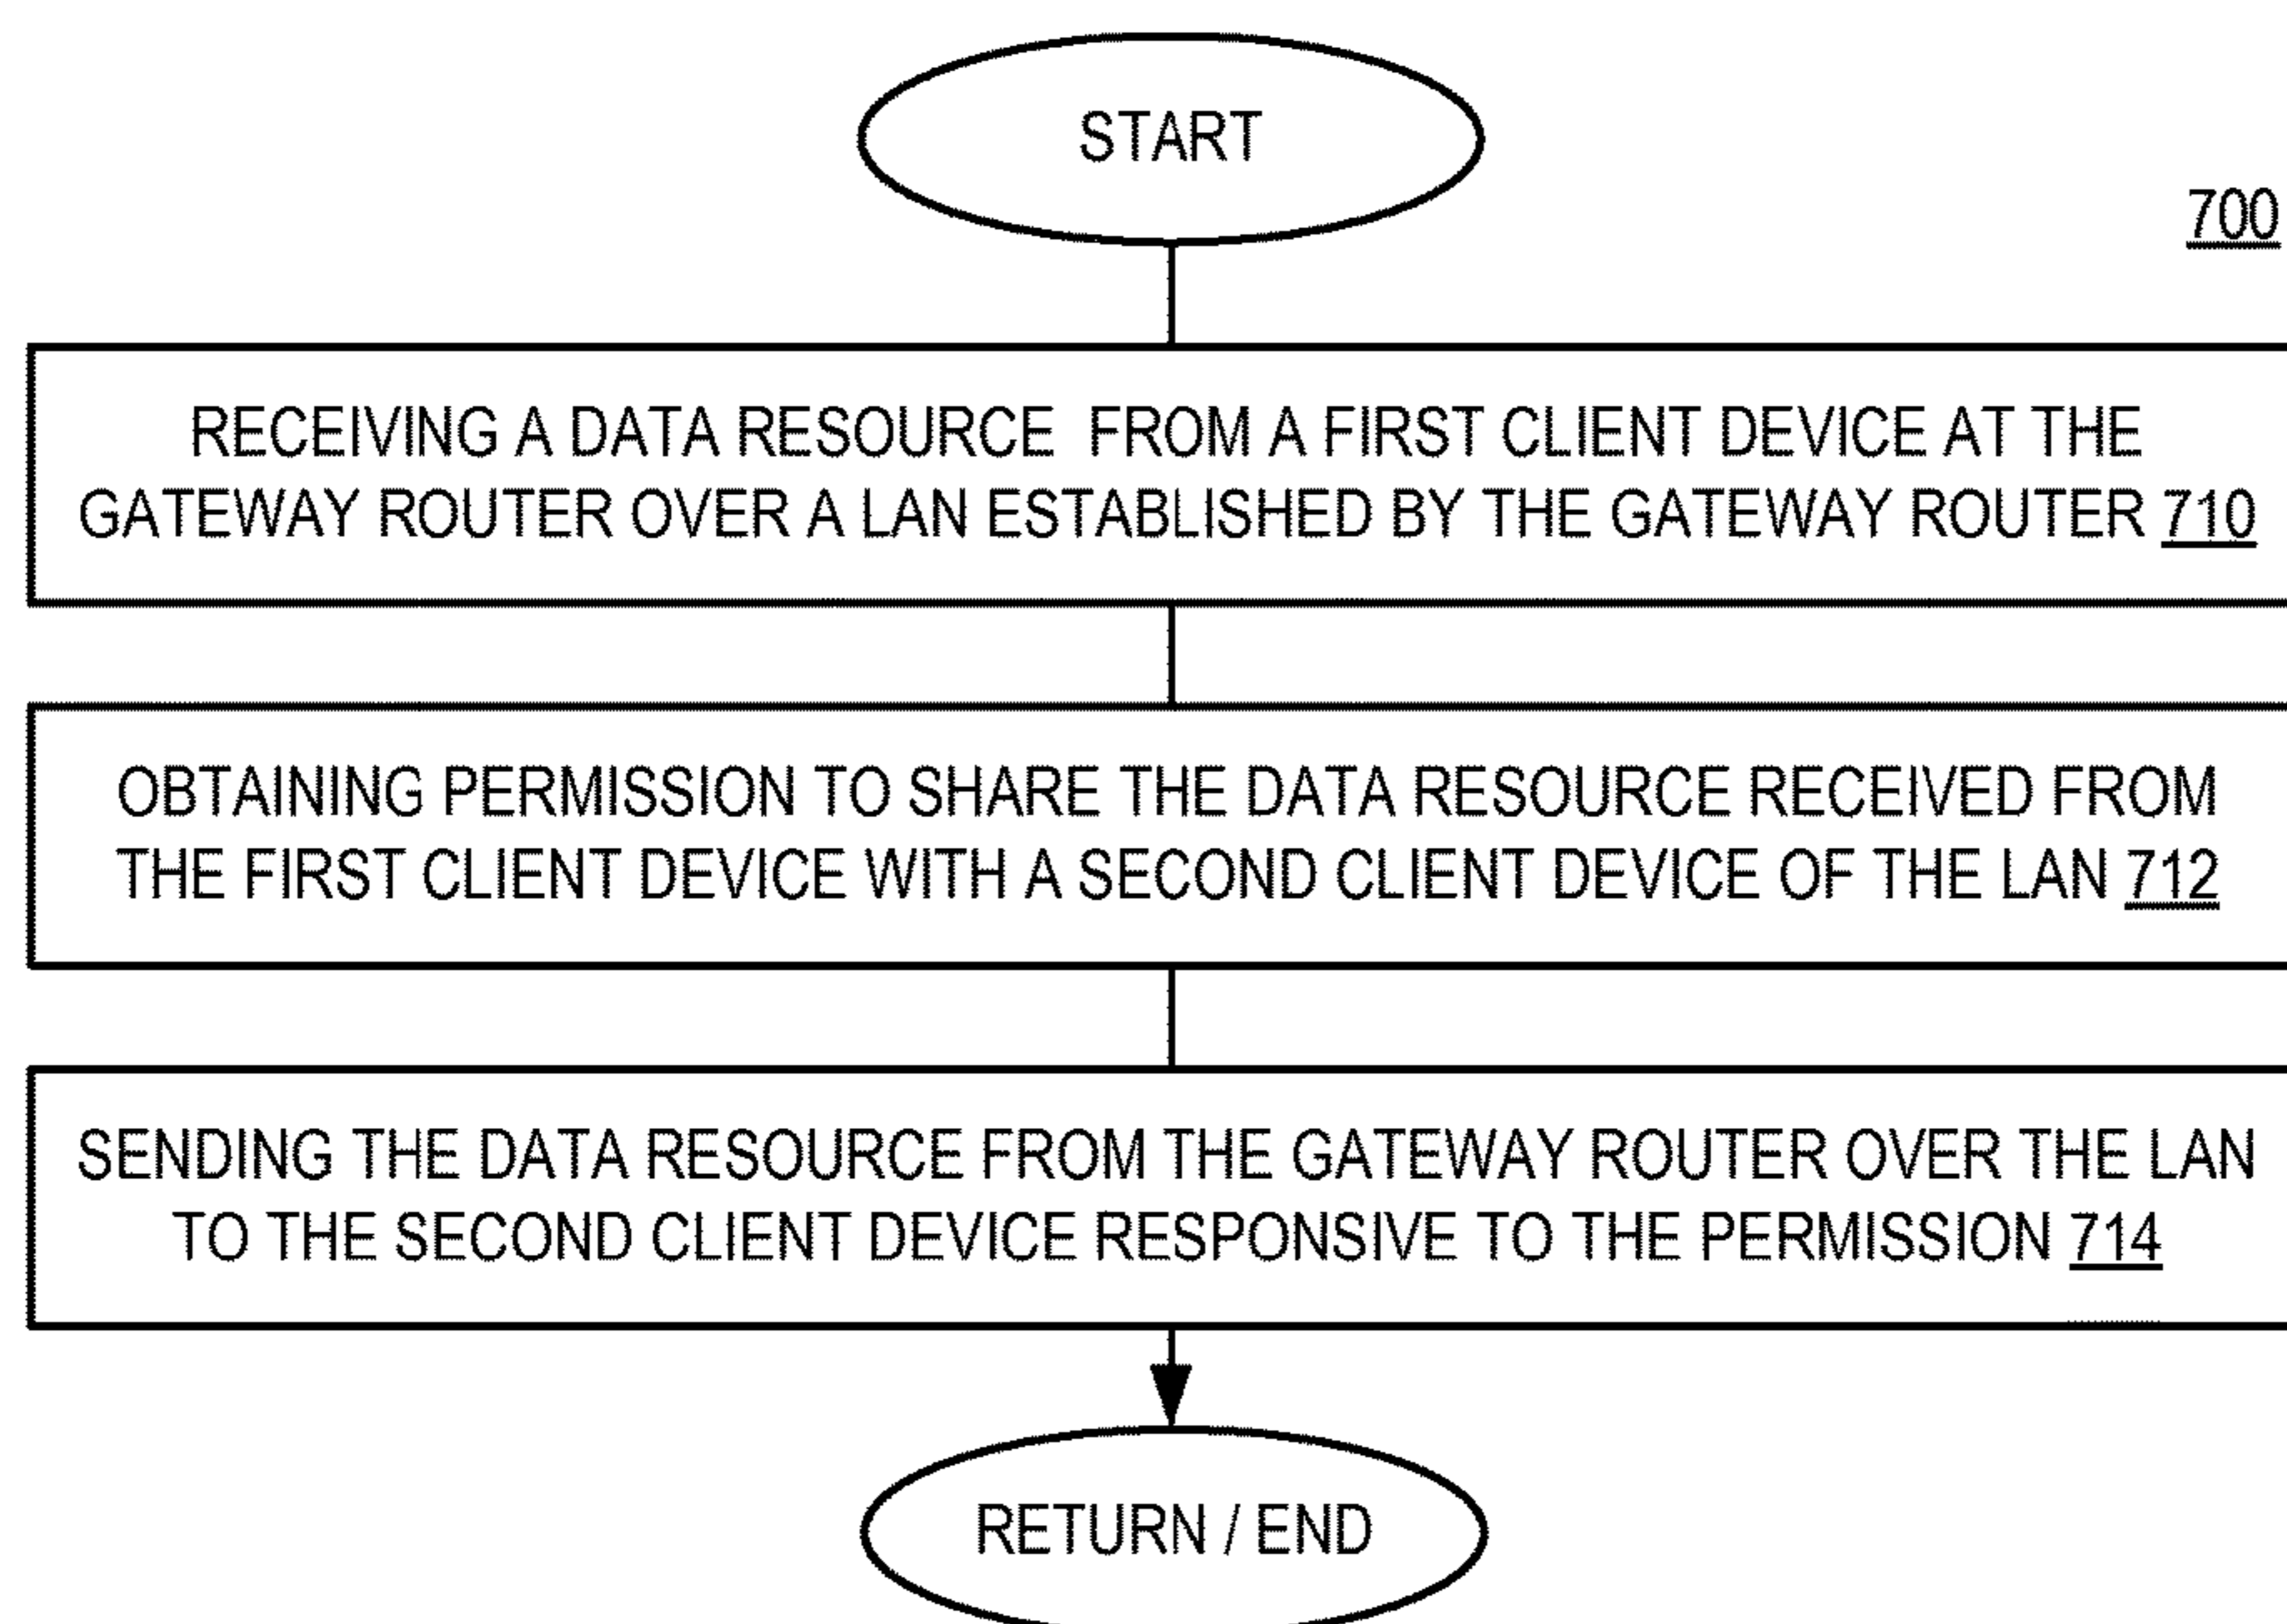 START
700
RECEIVING A DATA RESOURCE FROM A FIRST CLIENT DEVICE AT THE
GATEWAY ROUTER OVER A LAN ESTABLISHED BY THE GATEWAY ROUTER 710
OBTAINING PERMISSION TO SHARE THE DATA RESOURCE RECEIVED FROM
THE FIRST CLIENT DEVICE WITH A SECOND CLIENT DEVICE OF THE LAN 712
SENDING THE DATA RESOURCE FROM THE GATEWAY ROUTER OVER THE LAN
TO THE SECOND CLIENT DEVICE RESPONSIVE TO THE PERMISSION 714
RETURN / END